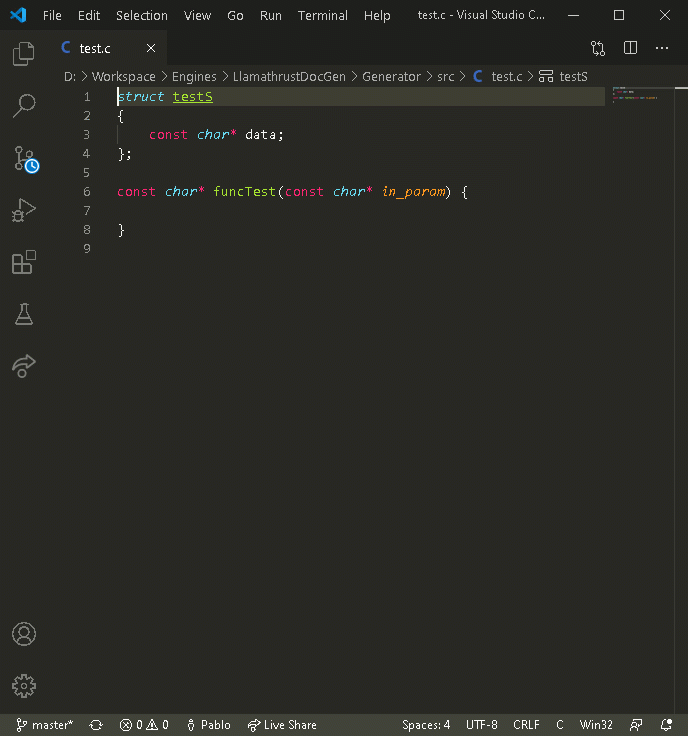 File Edit Selection View Go Run Terminal Help test.c - Visual Studio C...
test.c
D: > Workspace > Engines > LlamathrustDocGen > Generator > src > test.c > testS
1 struct testS
2 {
3 const char* data;
4 };
5
6 const char* funcTest(const char* in_param) {
7
8 }
9
master* 0 0 Pablo Live Share Spaces: 4 UTF-8 CRLF C Win32